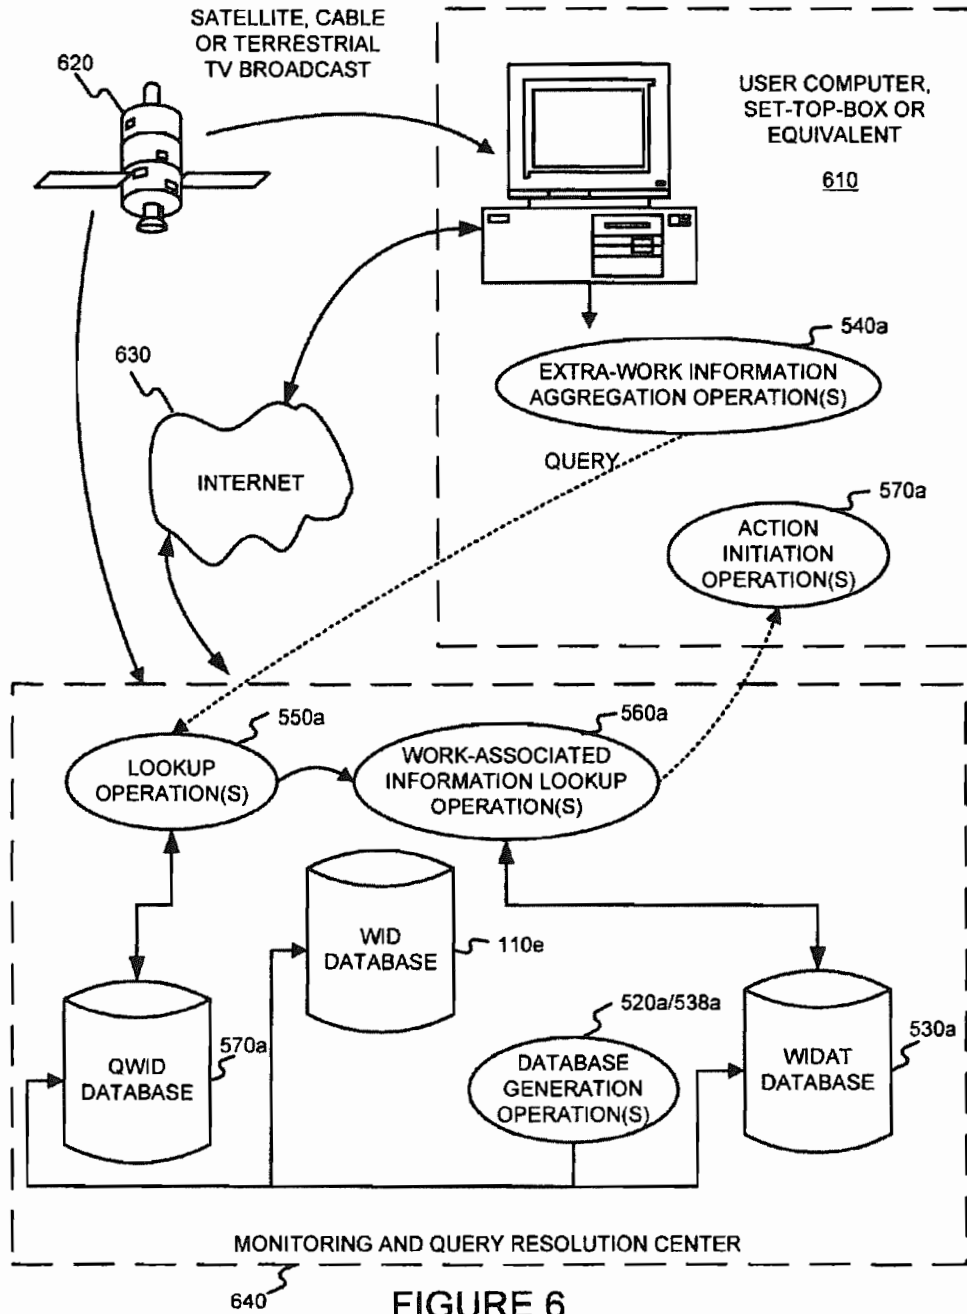 SATELLITE, CABLE
OR TERRESTRIAL
TV BROADCAST
620
USER COMPUTER,
SET-TOP-BOX OR
EQUIVALENT
610
540a
EXTRA-WORK INFORMATION
AGGREGATION OPERATION(S)
630
INTERNET
QUERY
570a
ACTION
INITIATION
OPERATION(S)
550a
LOOKUP
OPERATION(S)
560a
WORK-ASSOCIATED
INFORMATION LOOKUP
OPERATION(S)
WID
DATABASE
110e
QWID
DATABASE
570a
520a/538a
DATABASE
GENERATION
OPERATION(S)
WIDAT
DATABASE
530a
MONITORING AND QUERY RESOLUTION CENTER
640
FIGURE 6